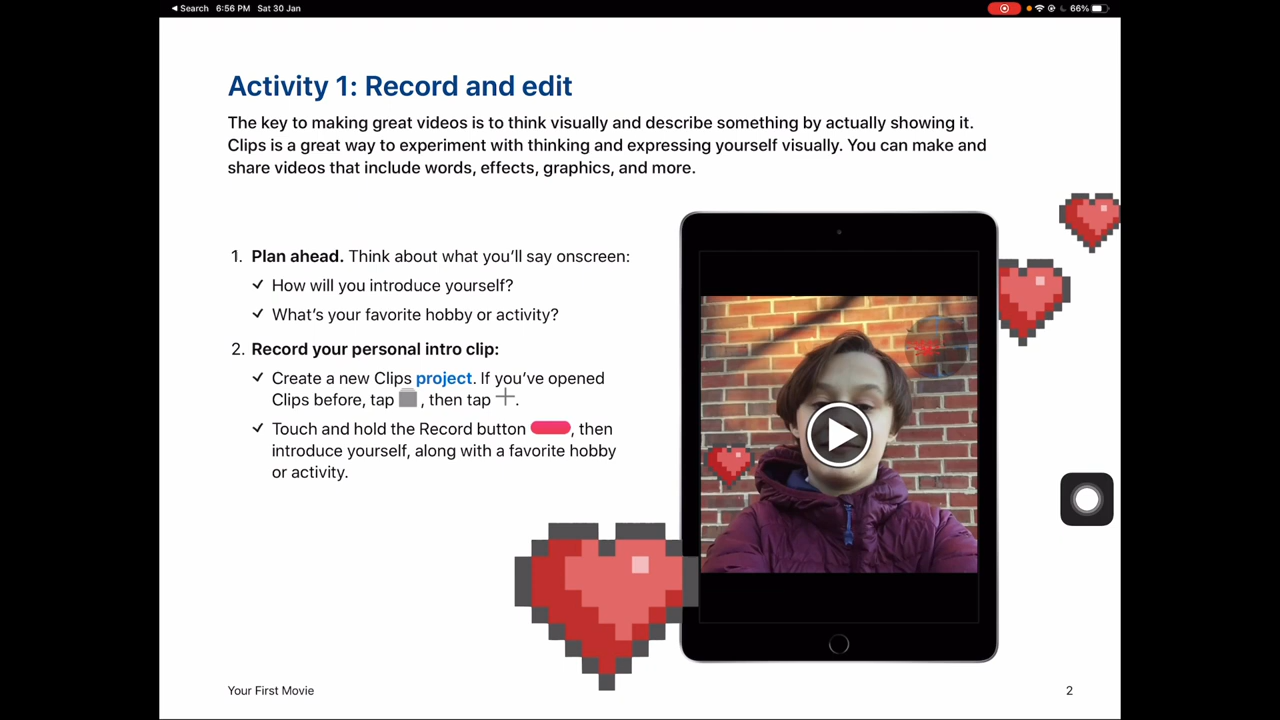 Search 6:56 PM Sat 30 Jan 66%
Activity 1: Record and edit
The key to making great videos is to think visually and describe something by actually showing it.
Clips is a great way to experiment with thinking and expressing yourself visually. You can make and
share videos that include words, effects, graphics, and more.
1. Plan ahead. Think about what you’ll say onscreen:
✓ How will you introduce yourself?
✓ What’s your favorite hobby or activity?
2. Record your personal intro clip:
✓ Create a new Clips project. If you’ve opened
Clips before, tap , then tap .
✓ Touch and hold the Record button , then
introduce yourself, along with a favorite hobby
or activity.
Your First Movie
2